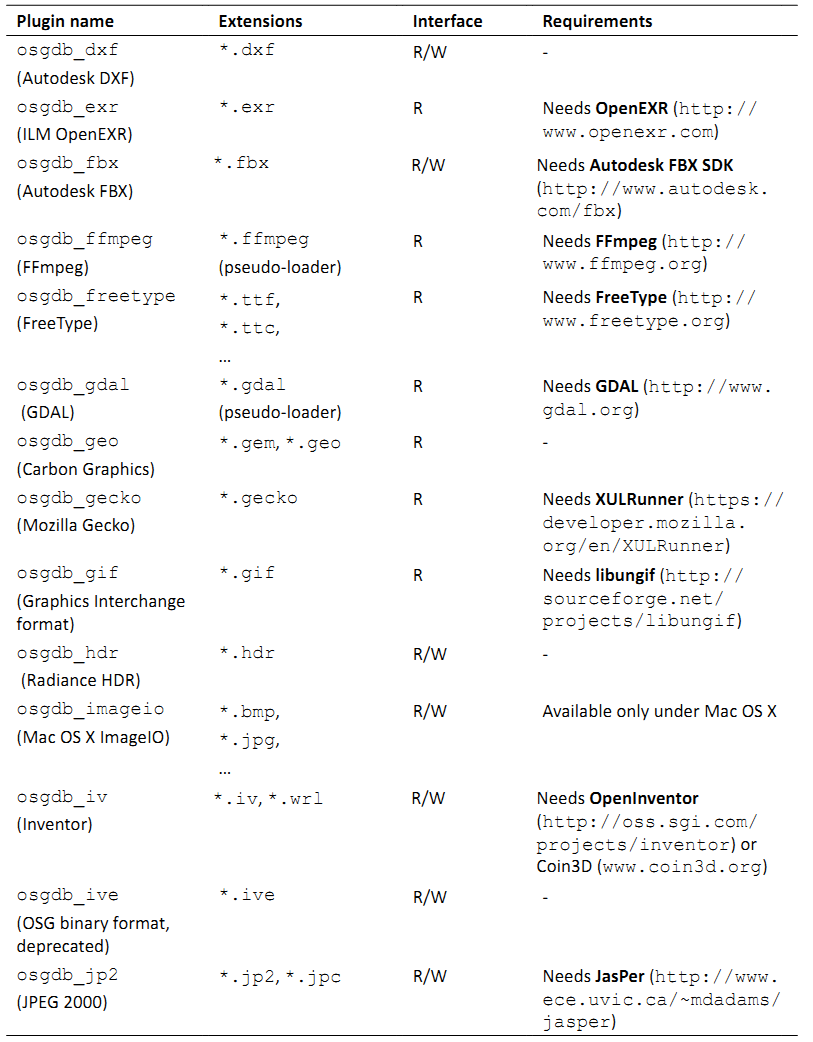 Plugin name Extensions Interface Requirements
osgdb_dxf *.dxf R/W -
(Autodesk DXF)
osgdb_exr *.exr R Needs OpenEXR (http://
(ILM OpenEXR) www.openexr.com)
osgdb_fbx *.fbx R/W Needs Autodesk FBX SDK
(Autodesk FBX) (http://www.autodesk.
com/fbx)
osgdb_ffmpeg *.ffmpeg R Needs FFmpeg (http://
(FFmpeg) (pseudo-loader) www.ffmpeg.org)
osgdb_freetype *.ttf, R Needs FreeType (http://
(FreeType) *.ttc, www.freetype.org)
…
osgdb_gdal *.gdal R Needs GDAL (http://www.
(GDAL) (pseudo-loader) gdal.org)
osgdb_geo *.gem, *.geo R -
(Carbon Graphics)
osgdb_gecko *.gecko R Needs XULRunner (https://
(Mozilla Gecko) developer.mozilla.
org/en/XULRunner)
osgdb_gif *.gif R Needs libungif (http://
(Graphics Interchange sourceforge.net/
format) projects/libungif)
osgdb_hdr *.hdr R/W -
(Radiance HDR)
osgdb_imageio *.bmp, R/W Available only under Mac OS X
(Mac OS X ImageIO) *.jpg,
…
osgdb_iv *.iv, *.wrl R/W Needs OpenInventor
(Inventor) (http://oss.sgi.com/
projects/inventor) or
Coin3D (www.coin3d.org)
osgdb_ive *.ive R/W -
(OSG binary format,
deprecated)
osgdb_jp2 *.jp2, *.jpc R/W Needs JasPer (http://www.
(JPEG 2000) ece.uvic.ca/~mdadams/
jasper)